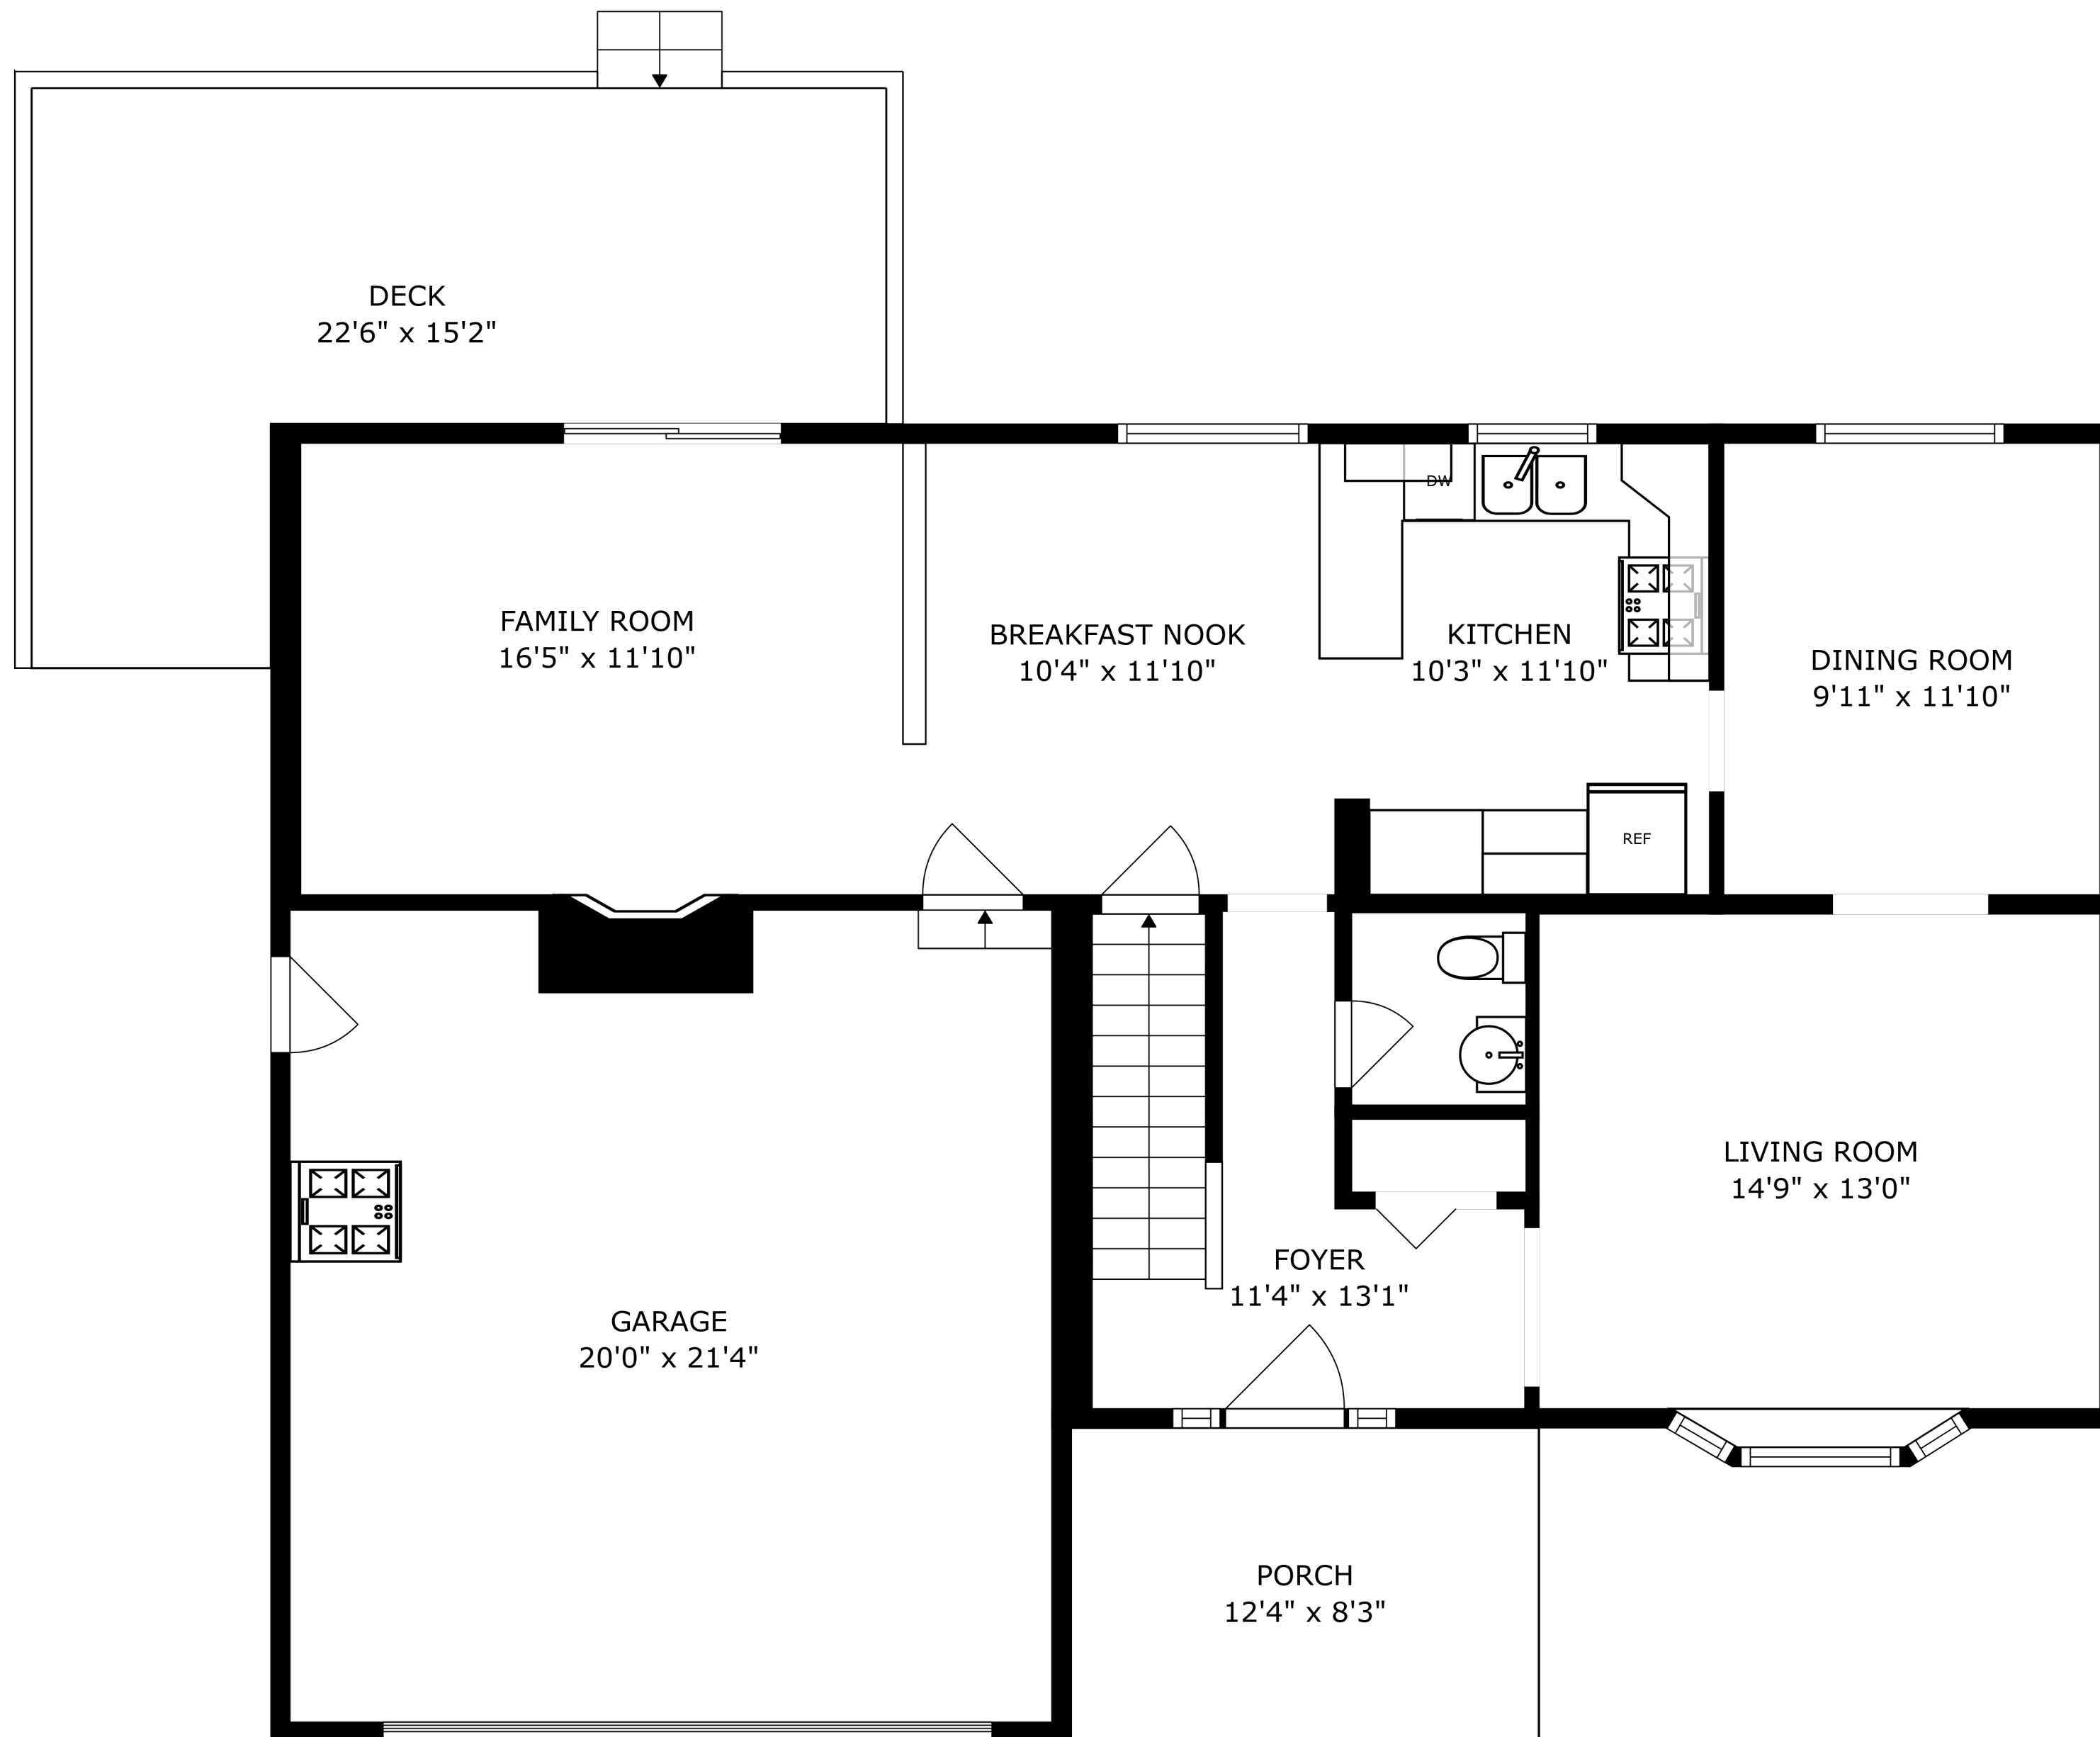 DECK
22'6" x 15'2"
FAMILY ROOM
16'5" x 11'10"
BREAKFAST NOOK
10'4" x 11'10"
DW
KITCHEN
10'3" x 11'10"
DINING ROOM
9'11" x 11'10"
REF
LIVING ROOM
14'9" x 13'0"
FOYER
11'4" x 13'1"
GARAGE
20'0" x 21'4"
PORCH
12'4" x 8'3"